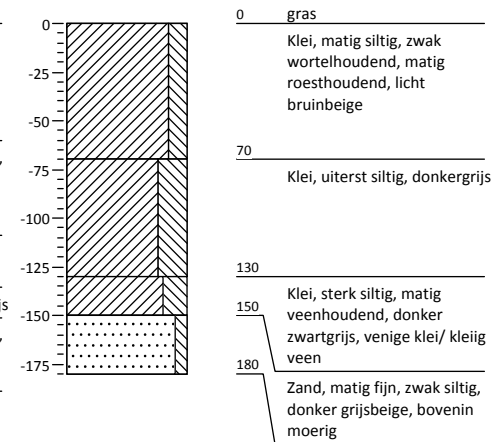 0
-25
-50
-75
-100
-125
-150
-175
0 gras
Klei, matig siltig, zwak
wortelhoudend, matig
roesthoudend, licht
bruinbeige
70
Klei, uiterst siltig, donkergrijs
130
Klei, sterk siltig, matig
veenhoudend, donker
zwartgrijs, venige klei/ kleiig
veen
150
180
Zand, matig fijn, zwak siltig,
donker grijsbeige, bovenin
moerig